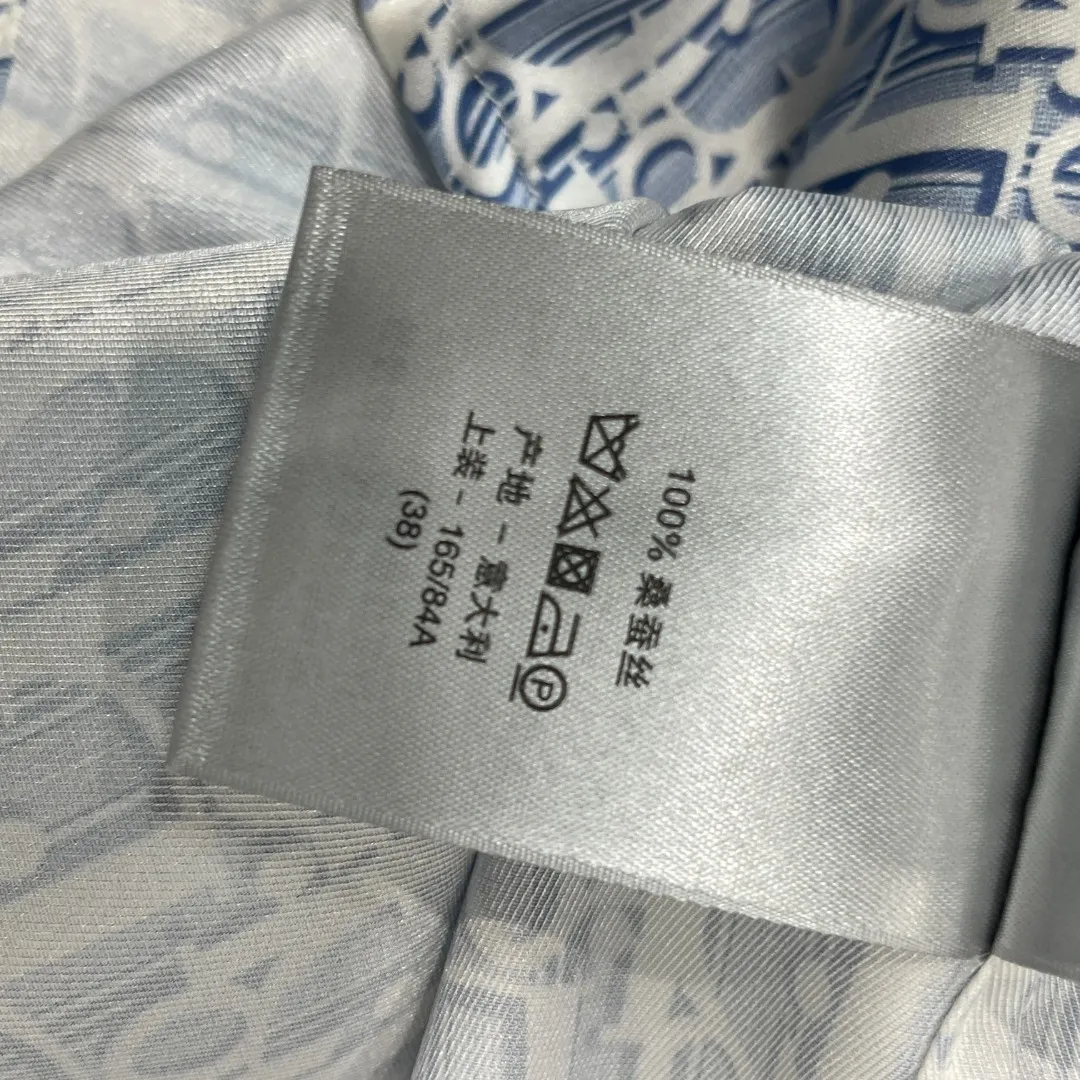 100% 桑蚕丝
P
产地 - 意大利
上装 - 165/84A
(38)